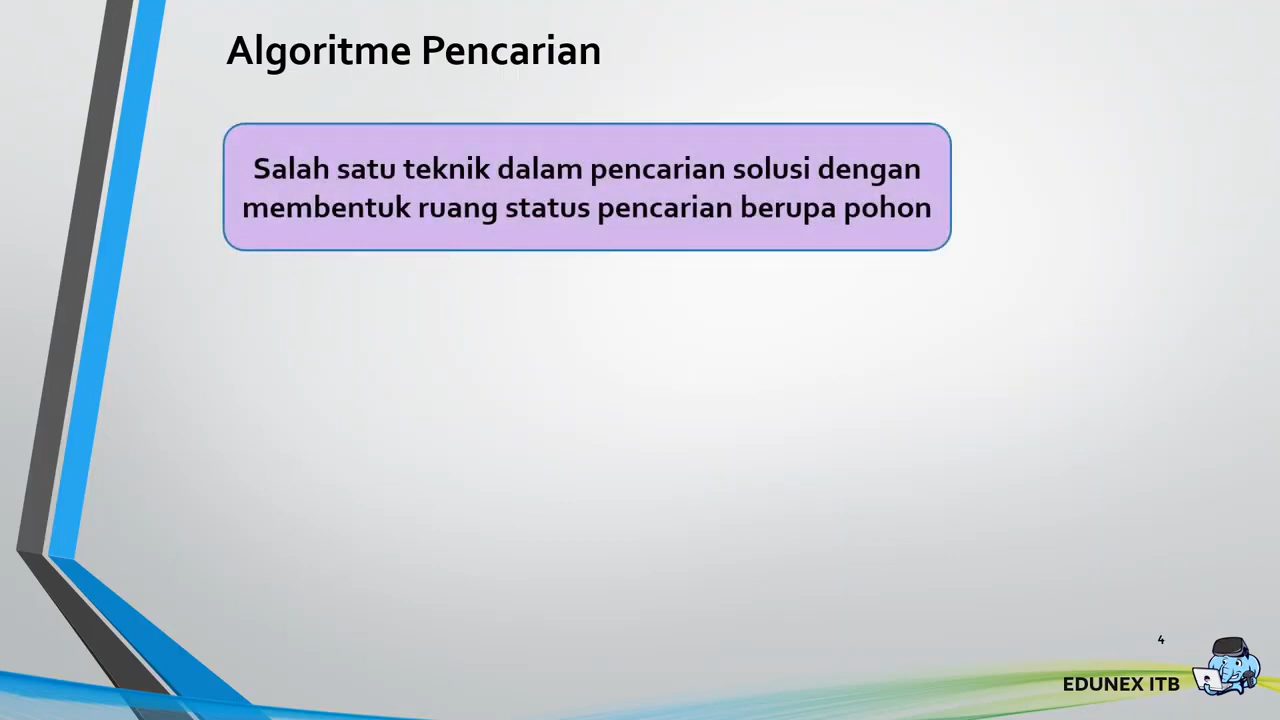 Algoritme Pencarian
Salah satu teknik dalam pencarian solusi dengan
membentuk ruang status pencarian berupa pohon
4
EDUNEX ITB